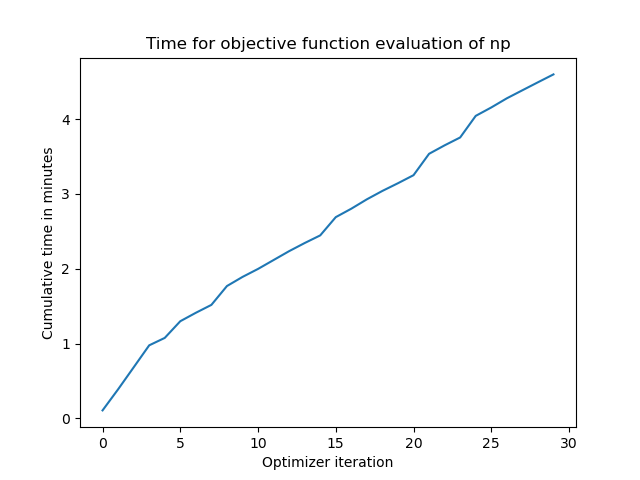 Time for objective function evaluation of np
Cumulative time in minutes
4
3
2
1
0
0 5 10 15 20 25 30
Optimizer iteration